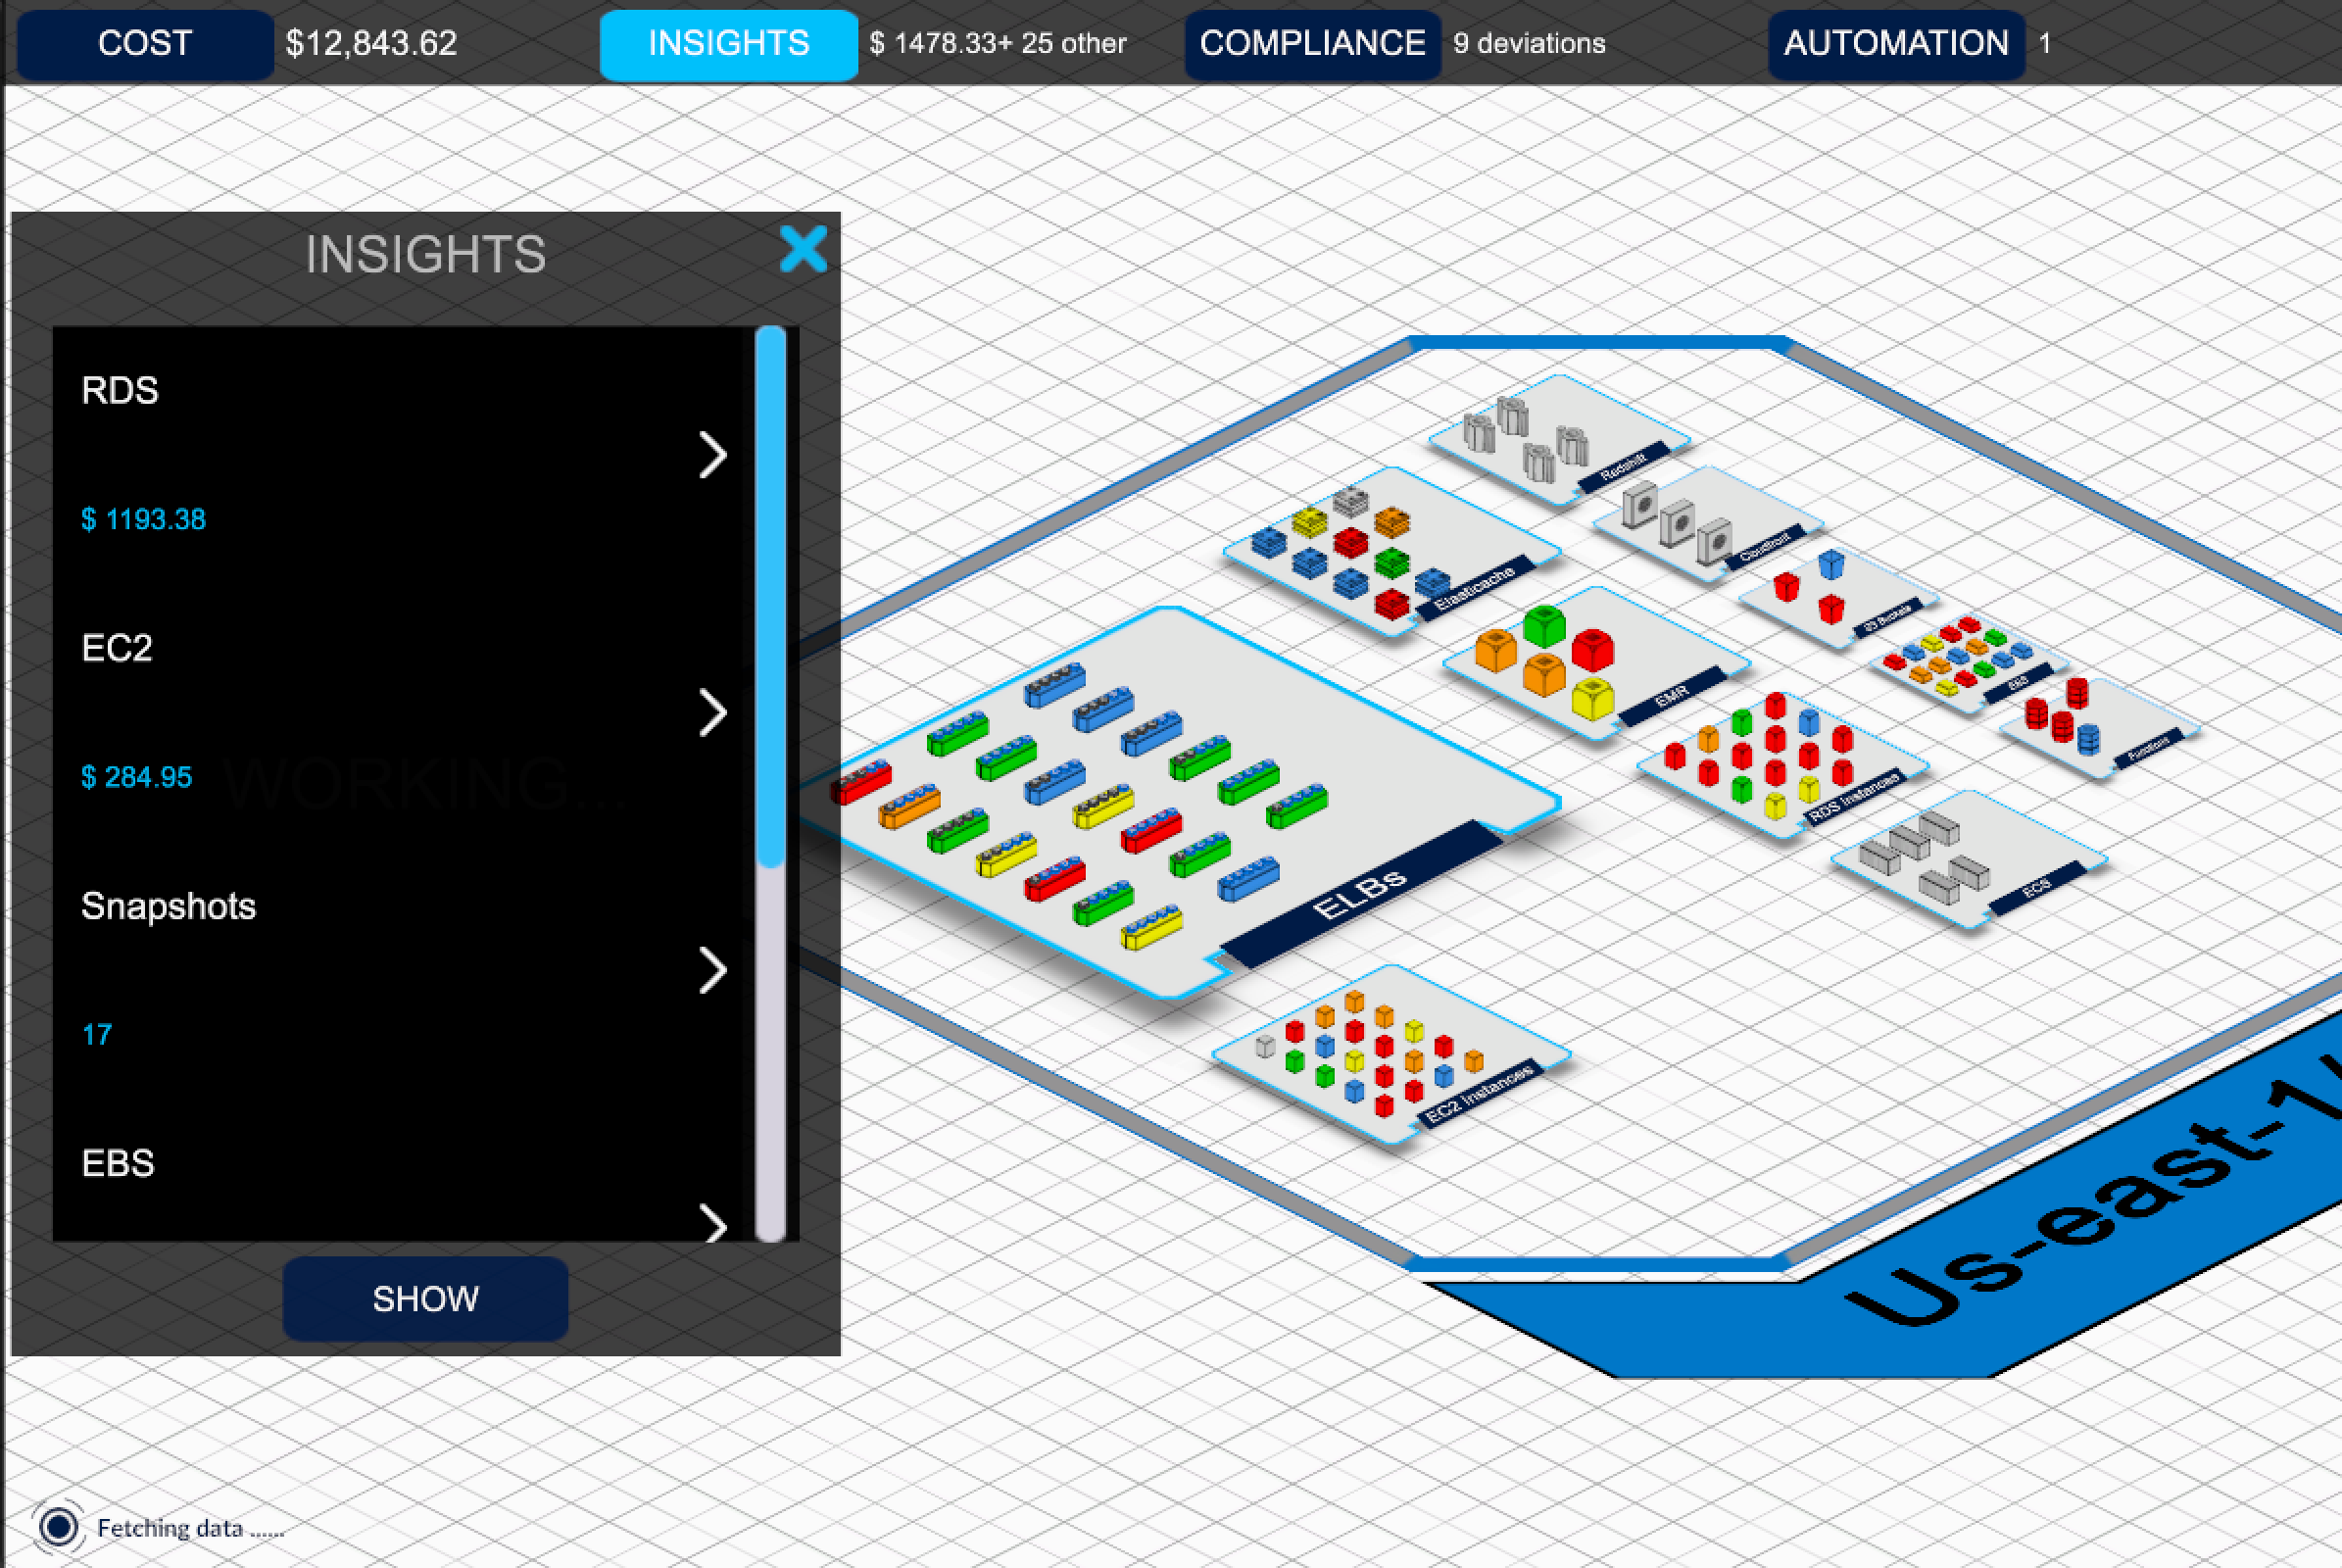 COST $12,843.62 INSIGHTS $ 1478.33+ 25 other COMPLIANCE 9 deviations AUTOMATION 1
INSIGHTS
RDS
$ 1193.38
EC2
$ 284.95
WORKING...
Snapshots
17
EBS
SHOW
Redshift
Cloudfront
Elasticache
S3 Buckets
EMR
EBS
Functions
RDS Instances
ECS
ELBs
EC2 Instances
Us-east-1
Fetching data ......